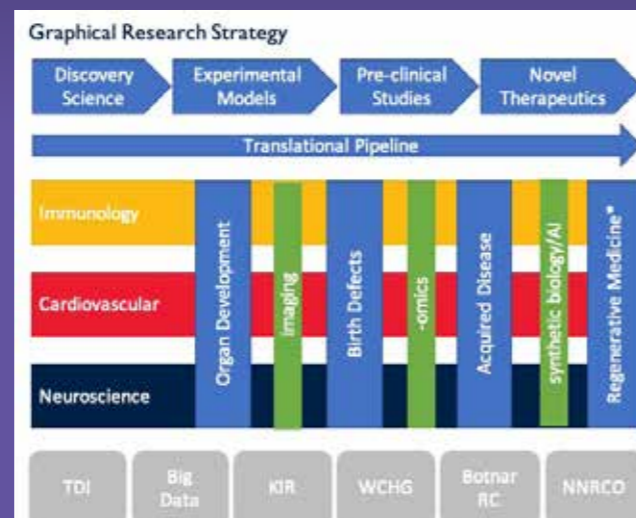 Graphical Research Strategy
Discovery
Science
Experimental
Models
Pre-clinical
Studies
Novel
Therapeutics
Translational Pipeline
Immunology
Cardiovascular
Neuroscience
Organ Development
imaging
Birth Defects
-omics
Acquired Disease
synthetic biology/AI
Regenerative Medicine*
TDI
Big
Data
KIR
WCHG
Botnar
RC
NNRCO